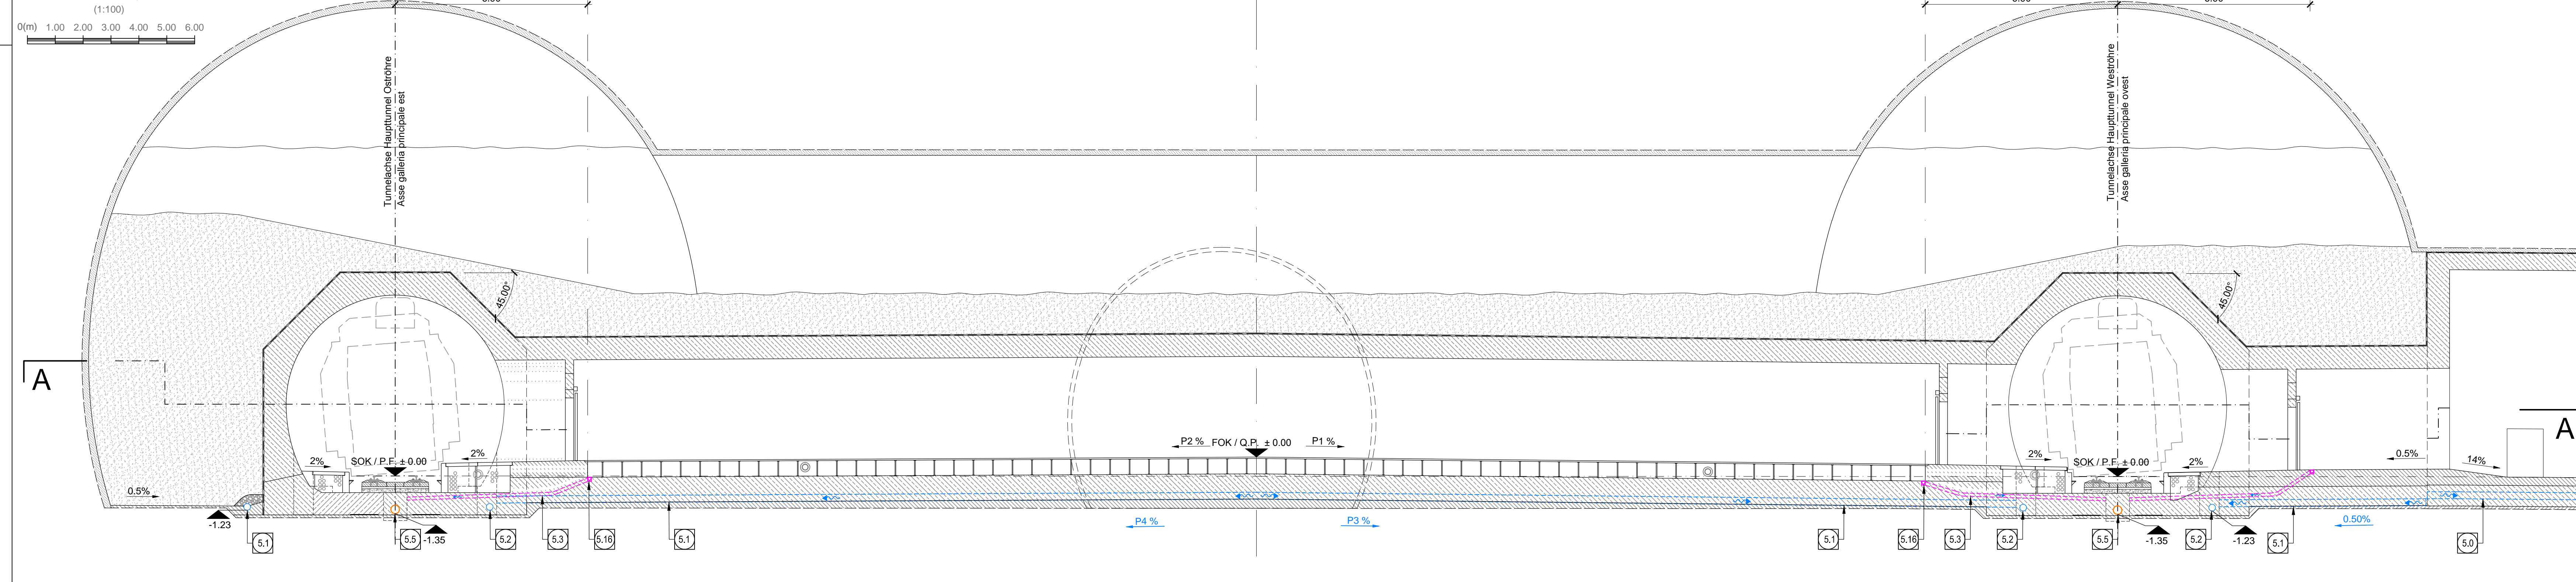 (1:100)
0(m) 1.00 2.00 3.00 4.00 5.00 6.00
Tunnelachse Haupttunnel Oströhre
Asse galleria principale est
Tunnelachse Haupttunnel Weströhre
Asse galleria principale ovest
45.00°
45.00°
A
A
P2 % FOK / Q.P. ± 0.00 P1 %
2% SOK / P.F. ± 0.00 2%
2% SOK / P.F. ± 0.00 2%
0.5%
0.5%
14%
-1.23
5.1
5.5
-1.35
5.2
5.3
5.16
5.1
P4 %
P3 %
5.1
5.16
5.3
5.2
5.5
-1.35
5.2
-1.23
5.1
0.50%
5.0